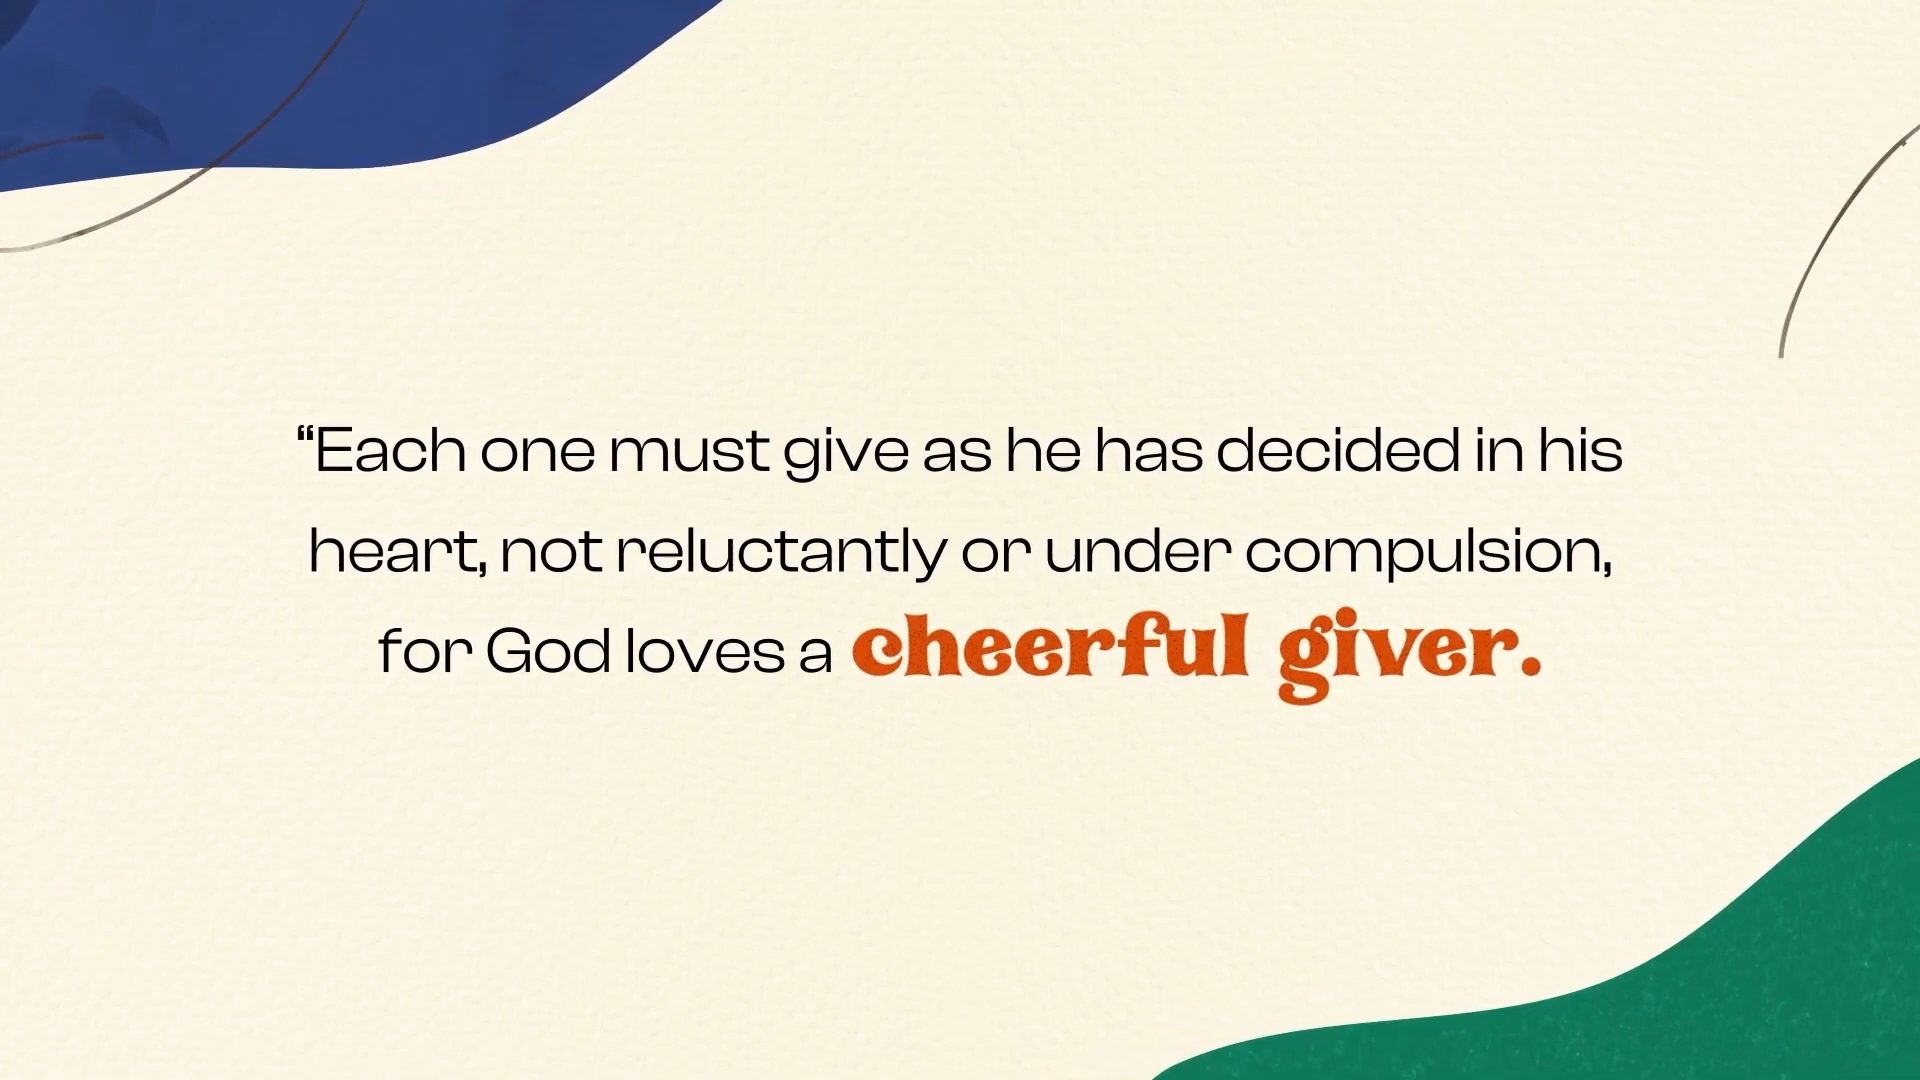 “Each one must give as he has decided in his
heart, not reluctantly or under compulsion,
for God loves a cheerful giver.